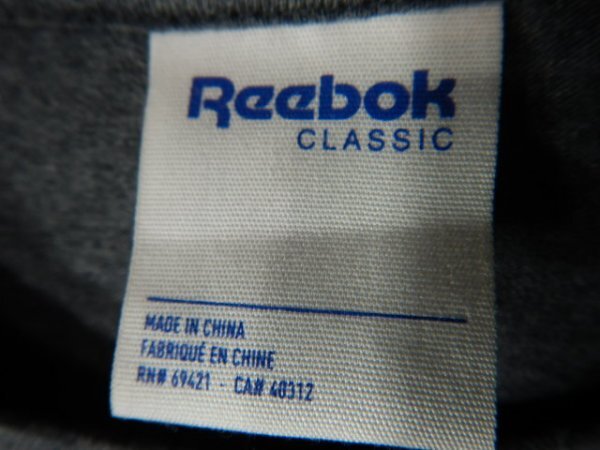 Reebok
CLASSIC
MADE IN CHINA
FABRIQUÉ EN CHINE
RN# 69421 - CA# 40312